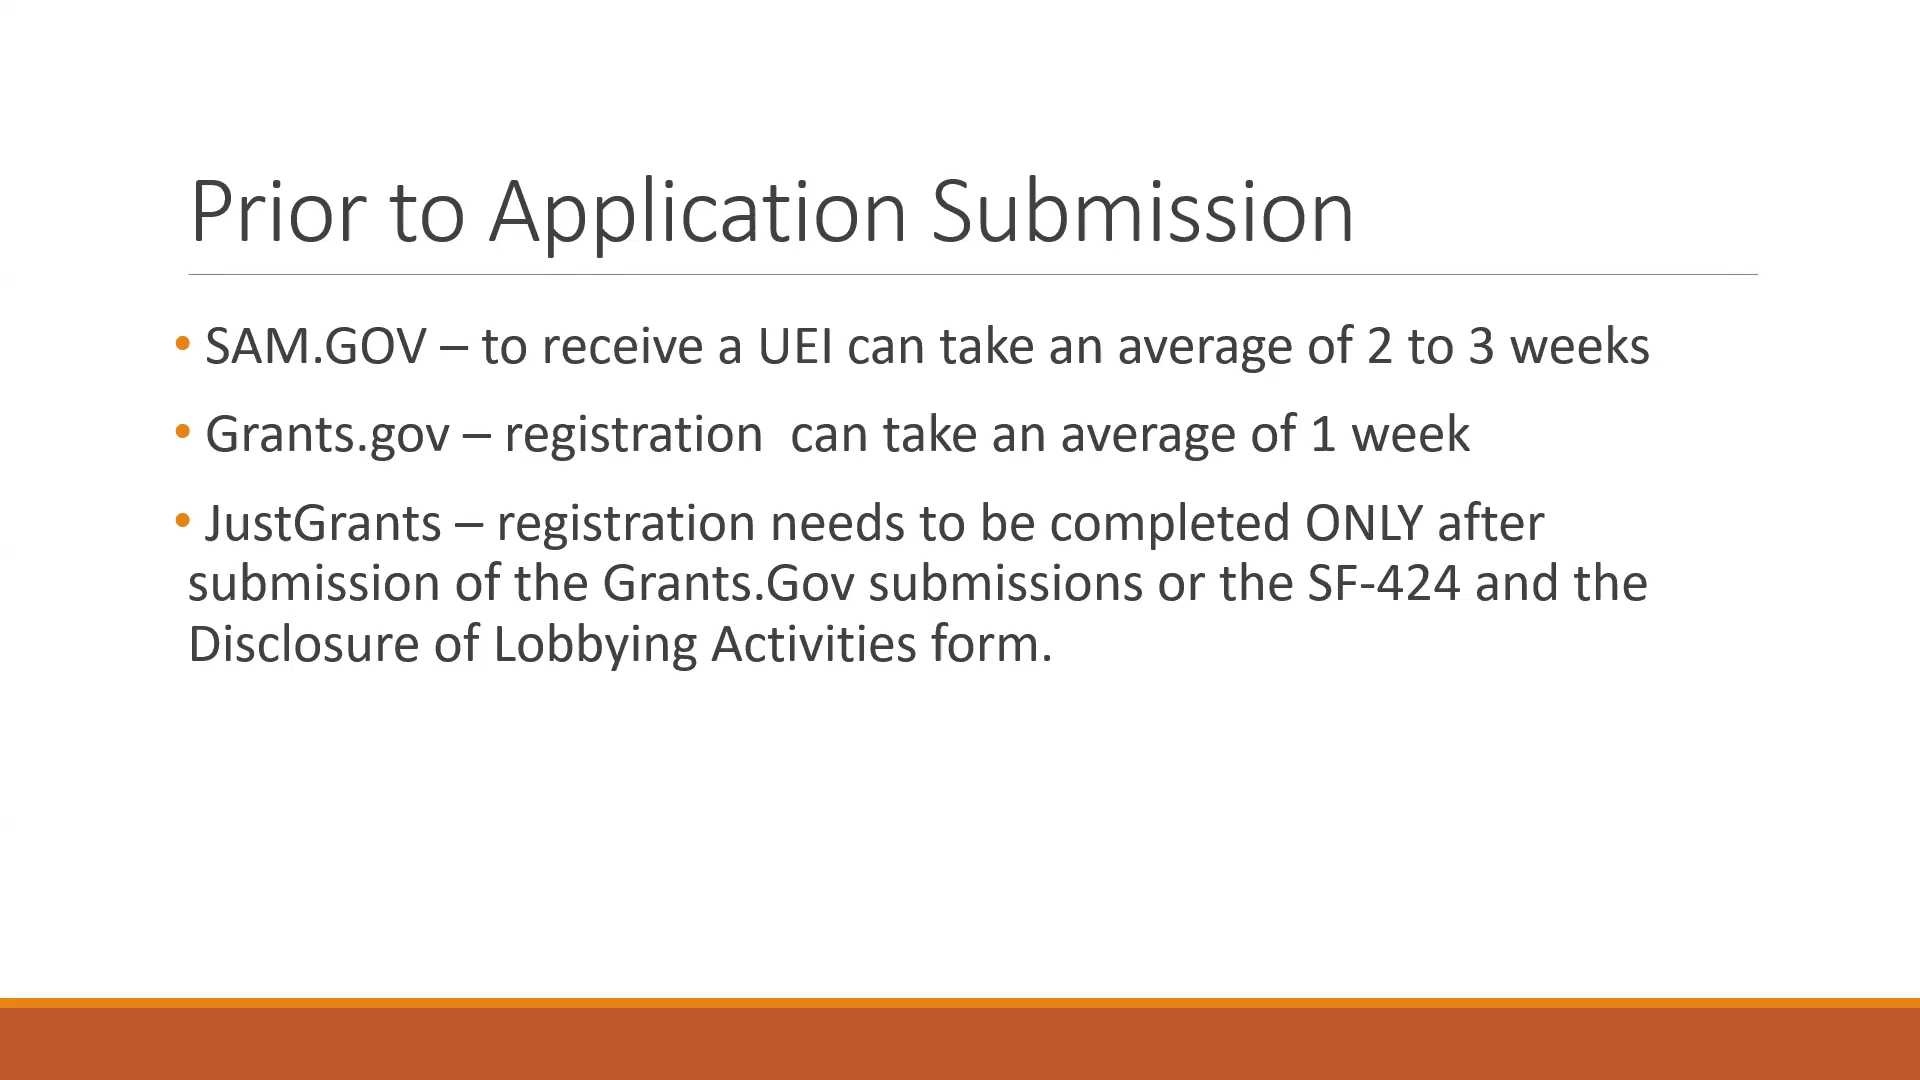 Prior to Application Submission
• SAM.GOV – to receive a UEI can take an average of 2 to 3 weeks
• Grants.gov – registration  can take an average of 1 week
• JustGrants – registration needs to be completed ONLY after
submission of the Grants.Gov submissions or the SF-424 and the
Disclosure of Lobbying Activities form.